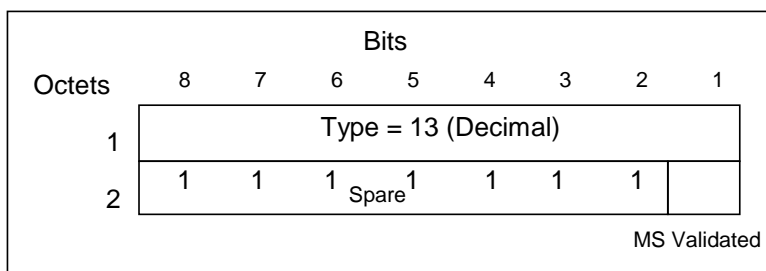 Bits
Octets 8 7 6 5 4 3 2 1
1 Type = 13 (Decimal)
2 1 1 1 1 1 1 1
Spare
MS Validated